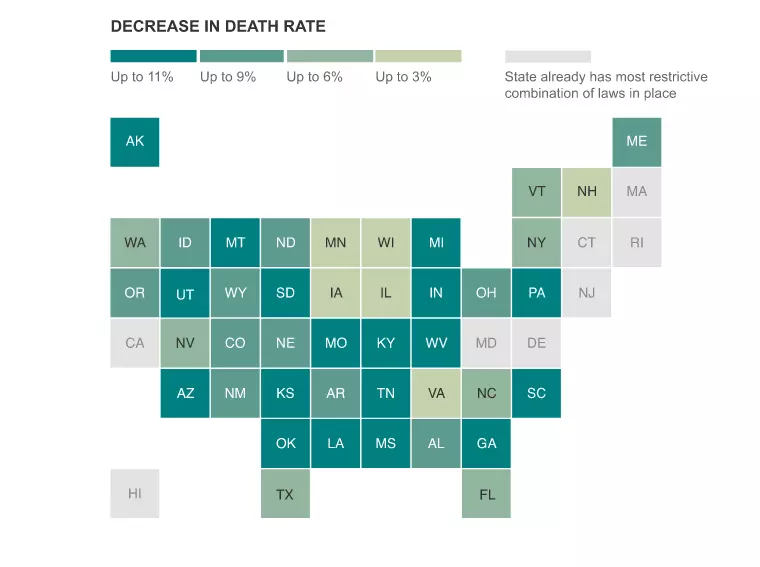 DECREASE IN DEATH RATE
Up to 11% Up to 9% Up to 6% Up to 3% State already has most restrictive
combination of laws in place
AK ME
VT NH MA
WA ID MT ND MN WI MI NY CT RI
OR UT WY SD IA IL IN OH PA NJ
CA NV CO NE MO KY WV MD DE
AZ NM KS AR TN VA NC SC
OK LA MS AL GA
HI TX FL